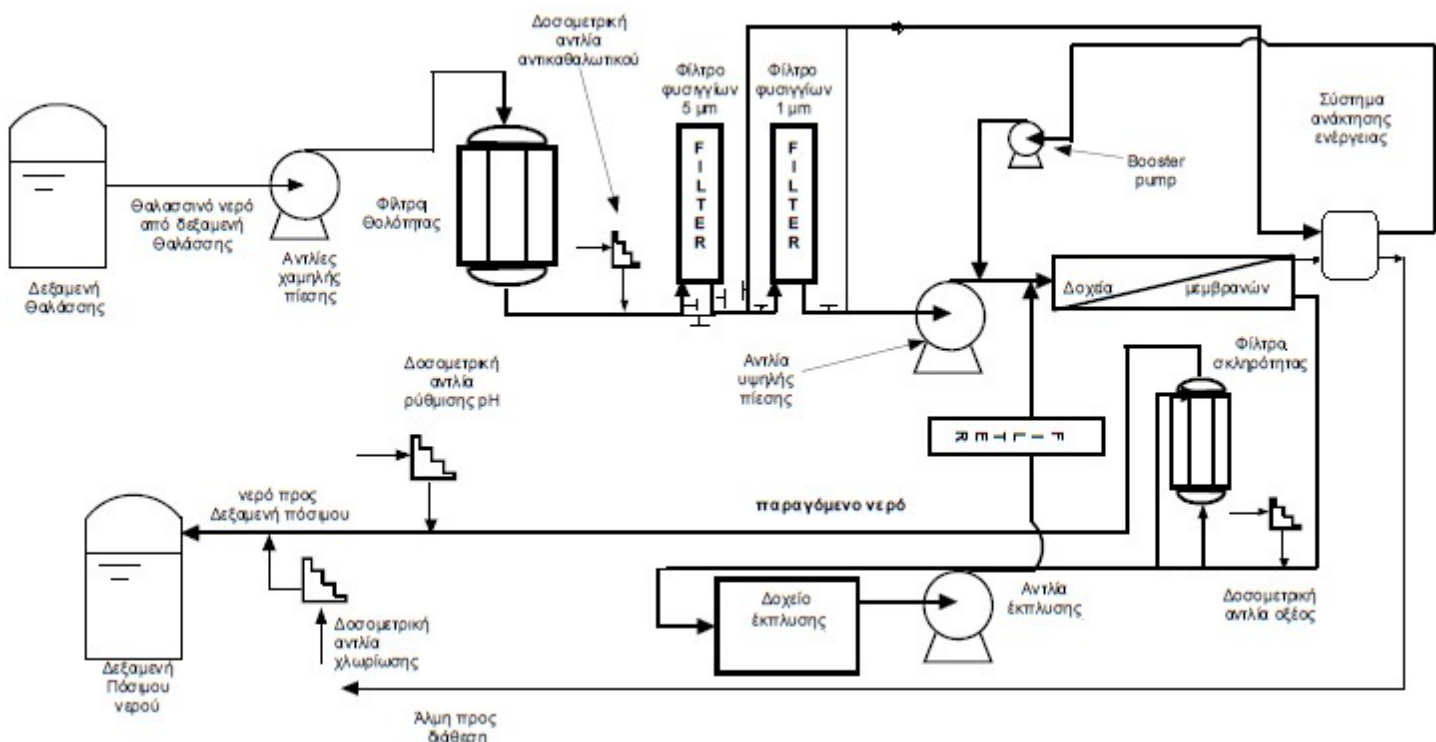 Δοσομετρική
αντλία
αντικαθαλωτικού
Φίλτρο
φυσιγγίων
5 μm
Φίλτρο
φυσιγγίων
1 μm
Σύστημα
ανάκτησης
ενέργειας
FILTER
FILTER
Booster
pump
Θαλασσινό νερό
από δεξαμενή
Θαλάσσης
Φίλτρα
Θολότητας
Αντλίες
χαμηλής
πίεσης
Δεξαμενή
Θαλάσσης
Δοχεία
μεμβρανών
Δοσομετρική
αντλία
ρύθμισης pH
Αντλία
υψηλής
πίεσης
Φίλτρα
σκληρότητας
FILT
ER
νερό προς
Δεξαμενή πόσιμου
παραγόμενο νερό
Δοχείο
έκπλυσης
Αντλία
έκπλυσης
Δοσομετρική
αντλία οξέος
Δοσομετρική
αντλία
χλωρίωσης
Δεξαμενή
Πόσιμου
νερού
Άλμη προς
διάθεση